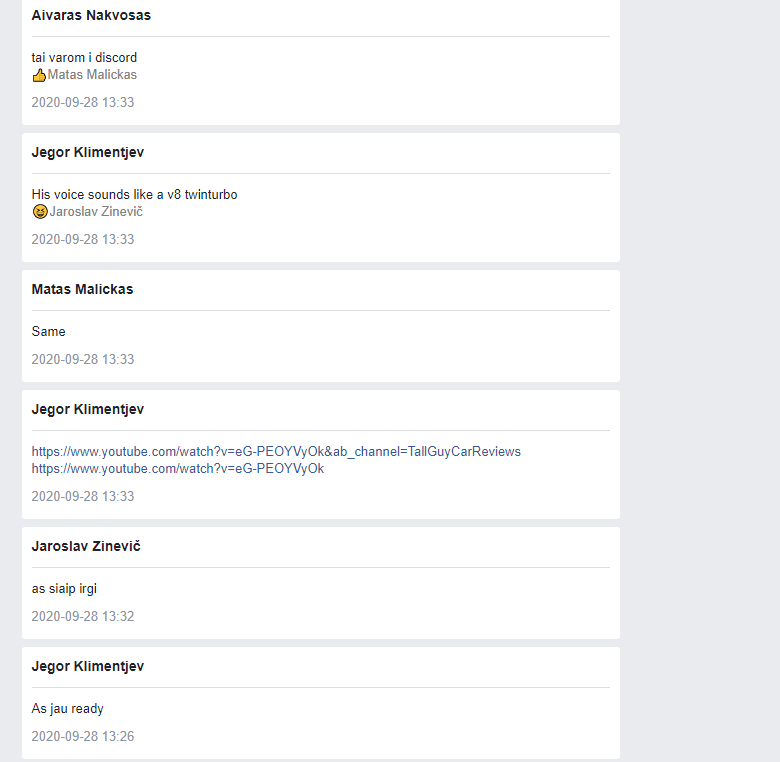 Aivaras Nakvosas
tai varom i discord
👍Matas Malickas
2020-09-28 13:33
Jegor Klimentjev
His voice sounds like a v8 twinturbo
😆Jaroslav Zinevič
2020-09-28 13:33
Matas Malickas
Same
2020-09-28 13:33
Jegor Klimentjev
https://www.youtube.com/watch?v=eG-PEOYVyOk&ab_channel=TallGuyCarReviews
https://www.youtube.com/watch?v=eG-PEOYVyOk
2020-09-28 13:33
Jaroslav Zinevič
as siaip irgi
2020-09-28 13:32
Jegor Klimentjev
As jau ready
2020-09-28 13:26